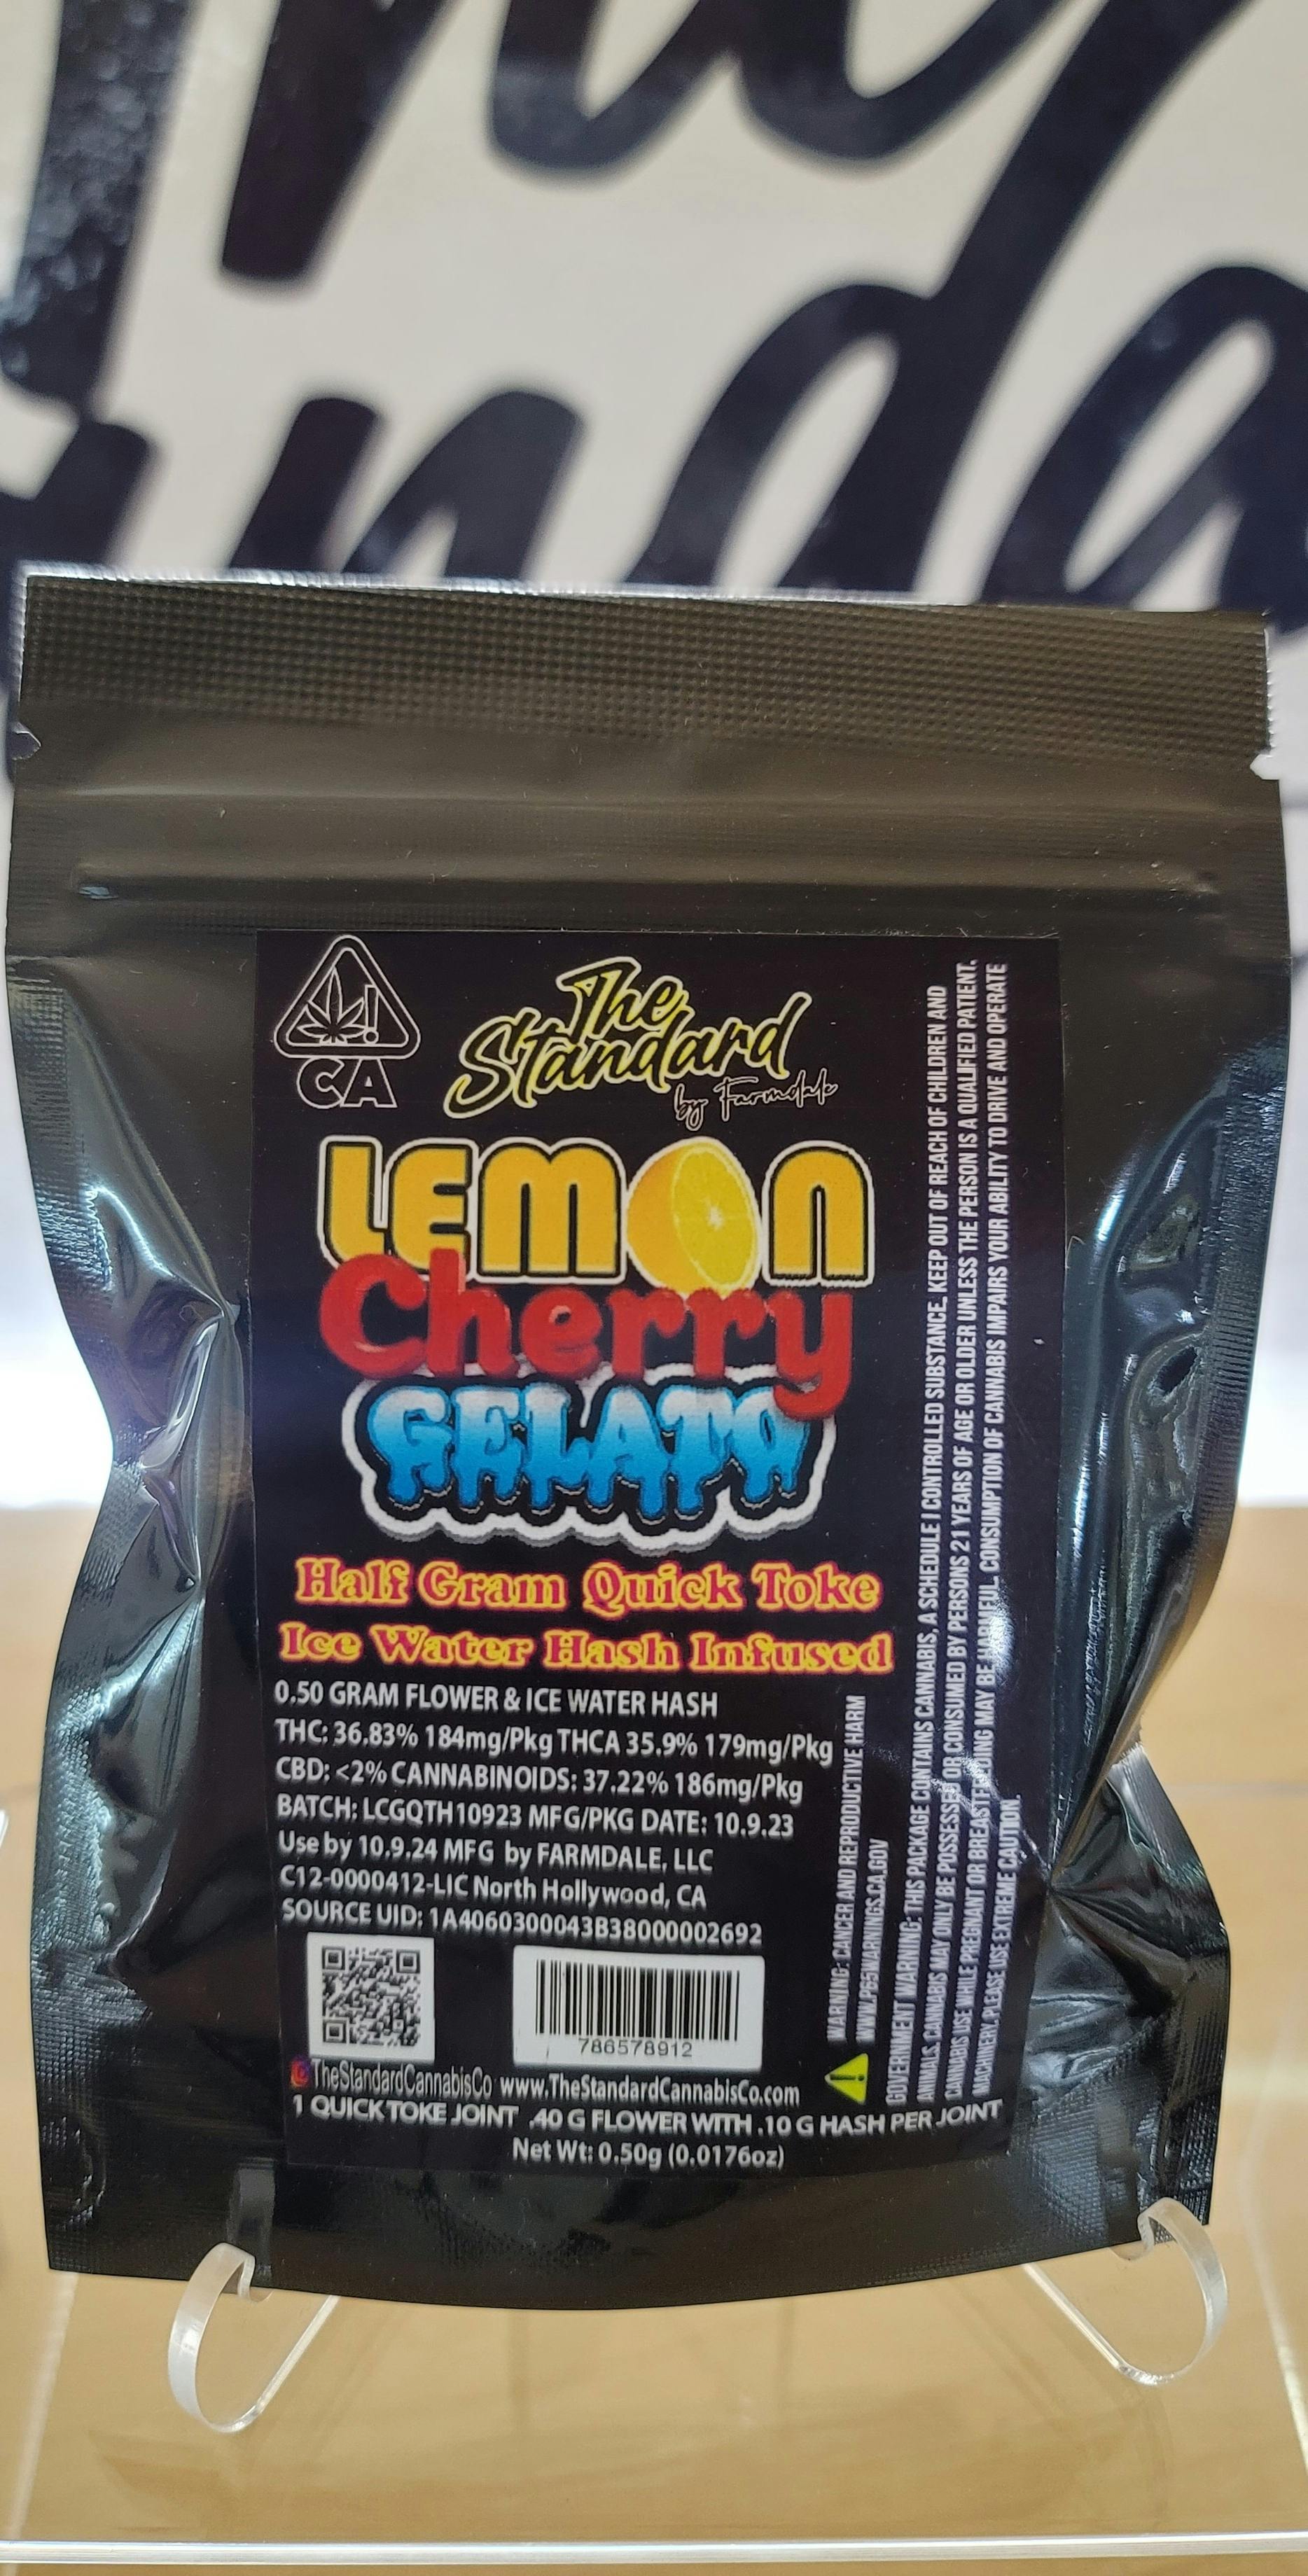 CA
The
Standard
by Farmdale
LEMON
Cherry
GELATO
Half Gram Quick Toke
Ice Water Hash Infused
0.50 GRAM FLOWER & ICE WATER HASH
THC: 36.83% 184mg/Pkg THCA 35.9% 179mg/Pkg
CBD: <2% CANNABINOIDS: 37.22% 186mg/Pkg
BATCH: LCGQTH10923 MFG/PKG DATE: 10.9.23
Use by 10.9.24 MFG by FARMDALE, LLC
C12-0000412-LIC North Hollywood, CA
SOURCE UID: 1A4060300043B38000002692
786578912
TheStandardCannabisCo www.TheStandardCannabisCo.com
1 QUICK TOKE JOINT .40 G FLOWER WITH .10 G HASH PER JOINT
Net Wt: 0.50g (0.0176oz)
WARNING: CANCER AND REPRODUCTIVE HARM
WWW.P65WARNINGS.CA.GOV
GOVERNMENT WARNING: THIS PACKAGE CONTAINS CANNABIS, A SCHEDULE I CONTROLLED SUBSTANCE. KEEP OUT OF REACH OF CHILDREN AND
ANIMALS. CANNABIS MAY ONLY BE POSSESSED OR CONSUMED BY PERSONS 21 YEARS OF AGE OR OLDER UNLESS THE PERSON IS A QUALIFIED PATIENT.
CANNABIS USE WHILE PREGNANT OR BREASTFEEDING MAY BE HARMFUL. CONSUMPTION OF CANNABIS IMPAIRS YOUR ABILITY TO DRIVE AND OPERATE
MACHINERY. PLEASE USE EXTREME CAUTION.